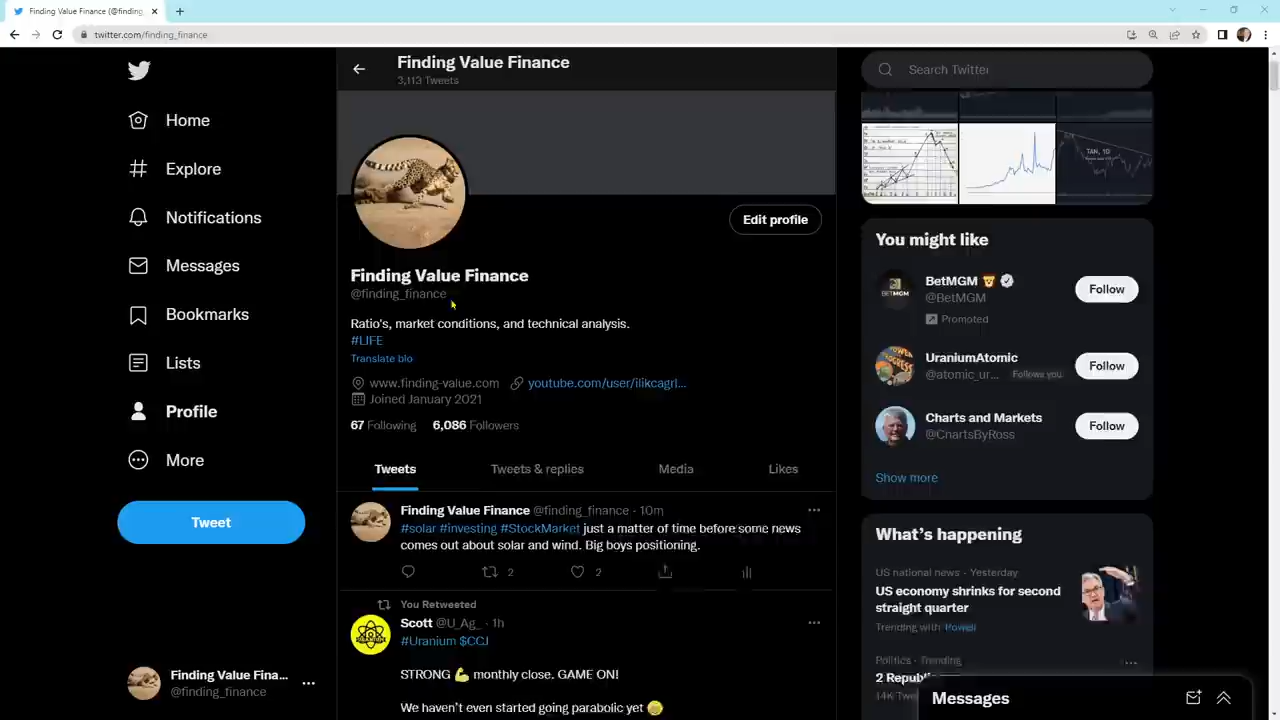 Finding Value Finance (@finding_
twitter.com/finding_finance
Home
Explore
Notifications
Messages
Bookmarks
Lists
Profile
More
Tweet
Finding Value Fina...
@finding_finance
Finding Value Finance
3,113 Tweets
Edit profile
Finding Value Finance
@finding_finance
Ratio's, market conditions, and technical analysis.
#LIFE
Translate bio
www.finding-value.com
Joined January 2021
67 Following 6,086 Followers
Tweets Tweets & replies Media Likes
Finding Value Finance @finding_finance · 10m
#solar #investing #StockMarket just a matter of time before some news
comes out about solar and wind. Big boys positioning.
2 2
You Retweeted
Scott @U_Ag_ · 1h
#Uranium $CCJ
STRONG 💪 monthly close. GAME ON!
We haven't even started going parabolic yet
Search Twitter
TAN, 1D
You might like
BetMGM
@BetMGM
Follow
Promoted
UraniumAtomic
@atomic_ur... Follows you
Follow
Charts and Markets
@ChartsByRoss
Follow
Show more
What's happening
US national news · Yesterday
US economy shrinks for second
straight quarter
Trending with Powell
Politics · Trending
2 Republi
14K Twe
Messages